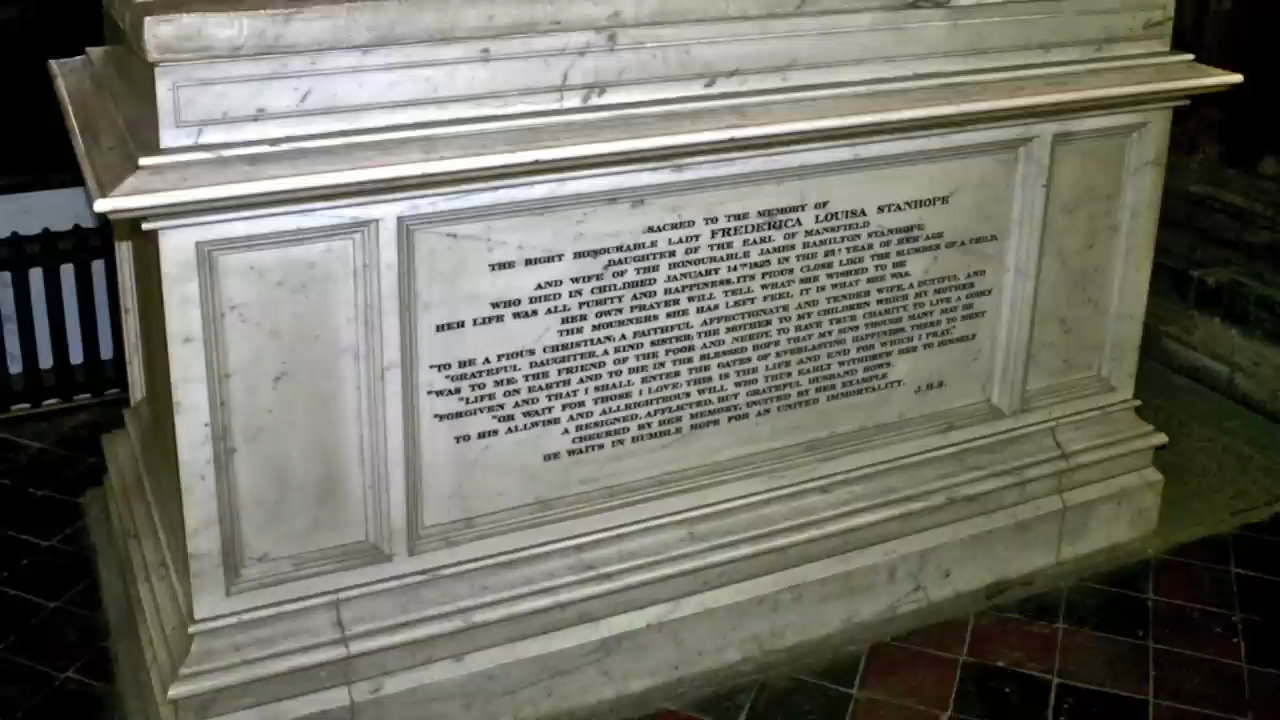 SACRED TO THE MEMORY OF
THE RIGHT HONOURABLE LADY FREDERICA LOUISA STANHOPE
DAUGHTER OF THE EARL OF MANSFIELD
AND WIFE OF THE HONOURABLE JAMES HAMILTON STANHOPE,
WHO DIED IN CHILDBED JANUARY 14TH 1823 IN THE YEAR OF HER AGE
HER LIFE WAS ALL PURITY AND HAPPINESS, ITS PIOUS CLOSE LIKE THE SLUMBER OF A CHILD,
HER OWN PRAYER WILL TELL WHAT SHE WISHED TO BE
THE MOURNERS SHE HAS LEFT FEEL IT IS WHAT SHE WAS.
"TO BE A PIOUS CHRISTIAN; A FAITHFUL AFFECTIONATE AND TENDER WIFE, A DUTIFUL AND
"GRATEFUL DAUGHTER, A KIND SISTER; THE MOTHER TO MY CHILDREN WHICH MY MOTHER
"WAS TO ME; THE FRIEND OF THE POOR AND NEEDY, TO HAVE TRUE CHARITY, TO LIVE A GODLY
"LIFE ON EARTH AND TO DIE IN THE BLESSED HOPE THAT MY SINS THOUGH MANY MAY BE
"FORGIVEN AND THAT I SHALL ENTER THE GATES OF EVERLASTING HAPPINESS, THERE TO MEET
"OR WAIT FOR THOSE I LOVE; THIS IS THE LIFE AND END FOR WHICH I PRAY."
TO HIS ALLWISE AND ALLRIGHTEOUS WILL WHO THUS EARLY WITHDREW HER TO HIMSELF
A RESIGNED, AFFLICTED, BUT GRATEFUL HUSBAND BOWS.
CHEERED BY HER MEMORY, INCITED BY HER EXAMPLE
HE WAITS IN HUMBLE HOPE FOR AN UNITED IMMORTALITY. J.H.S.